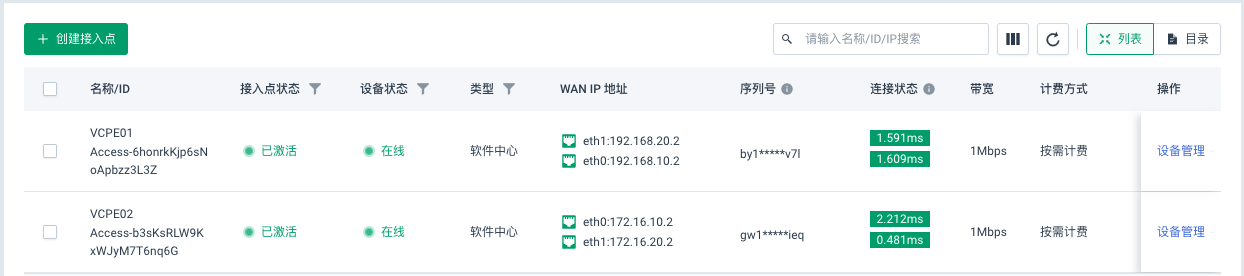 + 创建接入点
请输入名称/ID/IP搜索
列表
目录
名称/ID
接入点状态
设备状态
类型
WAN IP 地址
序列号
连接状态
带宽
计费方式
操作
VCPE01
Access-6honrkKjp6sN
oApbzz3L3Z
已激活
在线
软件中心
eth1:192.168.20.2
eth0:192.168.10.2
by1*****v7l
1.591ms
1.609ms
1Mbps
按需计费
设备管理
VCPE02
Access-b3sKsRLW9K
xWJyM7T6nq6G
已激活
在线
软件中心
eth0:172.16.10.2
eth1:172.16.20.2
gw1*****ieq
2.212ms
0.481ms
1Mbps
按需计费
设备管理